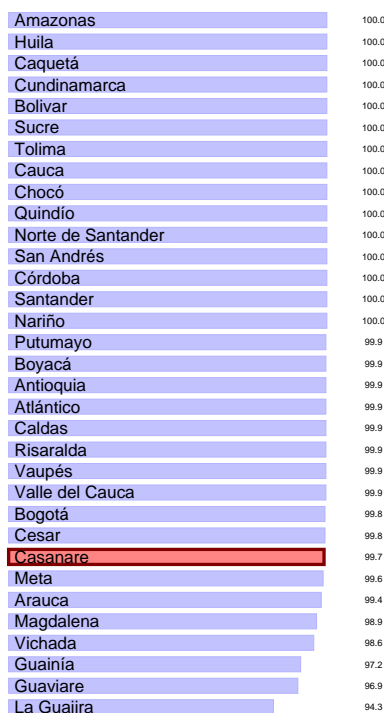 Amazonas 100.0
Huila 100.0
Caquetá 100.0
Cundinamarca 100.0
Bolivar 100.0
Sucre 100.0
Tolima 100.0
Cauca 100.0
Chocó 100.0
Quindío 100.0
Norte de Santander 100.0
San Andrés 100.0
Córdoba 100.0
Santander 100.0
Nariño 100.0
Putumayo 99.9
Boyacá 99.9
Antioquia 99.9
Atlántico 99.9
Caldas 99.9
Risaralda 99.9
Vaupés 99.9
Valle del Cauca 99.9
Bogotá 99.8
Cesar 99.8
Casanare 99.7
Meta 99.6
Arauca 99.4
Magdalena 98.9
Vichada 98.6
Guainía 97.2
Guaviare 96.9
La Guajira 94.3